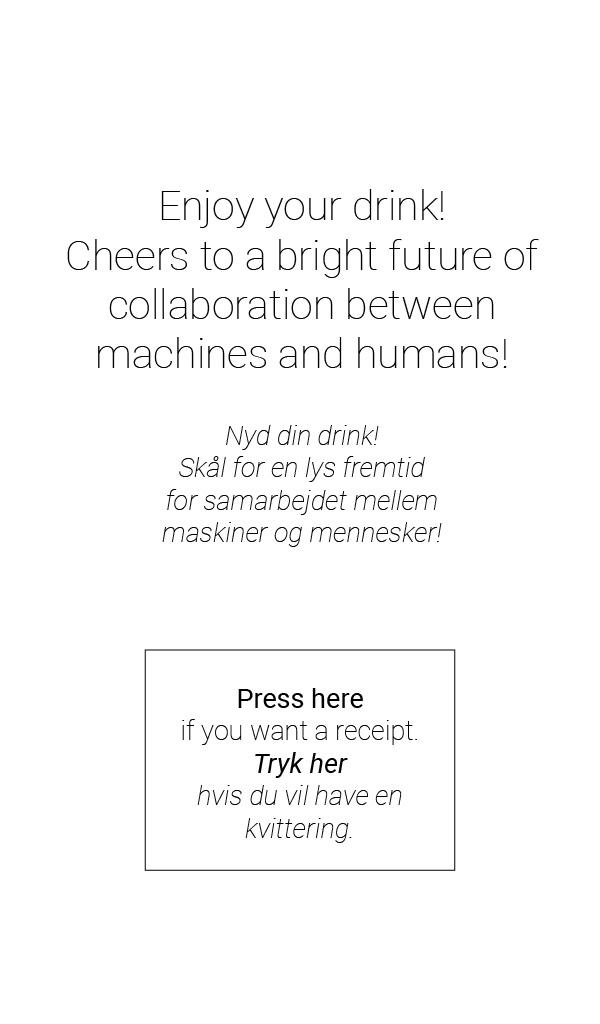 Enjoy your drink!
Cheers to a bright future of
collaboration between
machines and humans!
Nyd din drink!
Skål for en lys fremtid
for samarbejdet mellem
maskiner og mennesker!
Press here
if you want a receipt.
Tryk her
hvis du vil have en
kvittering.